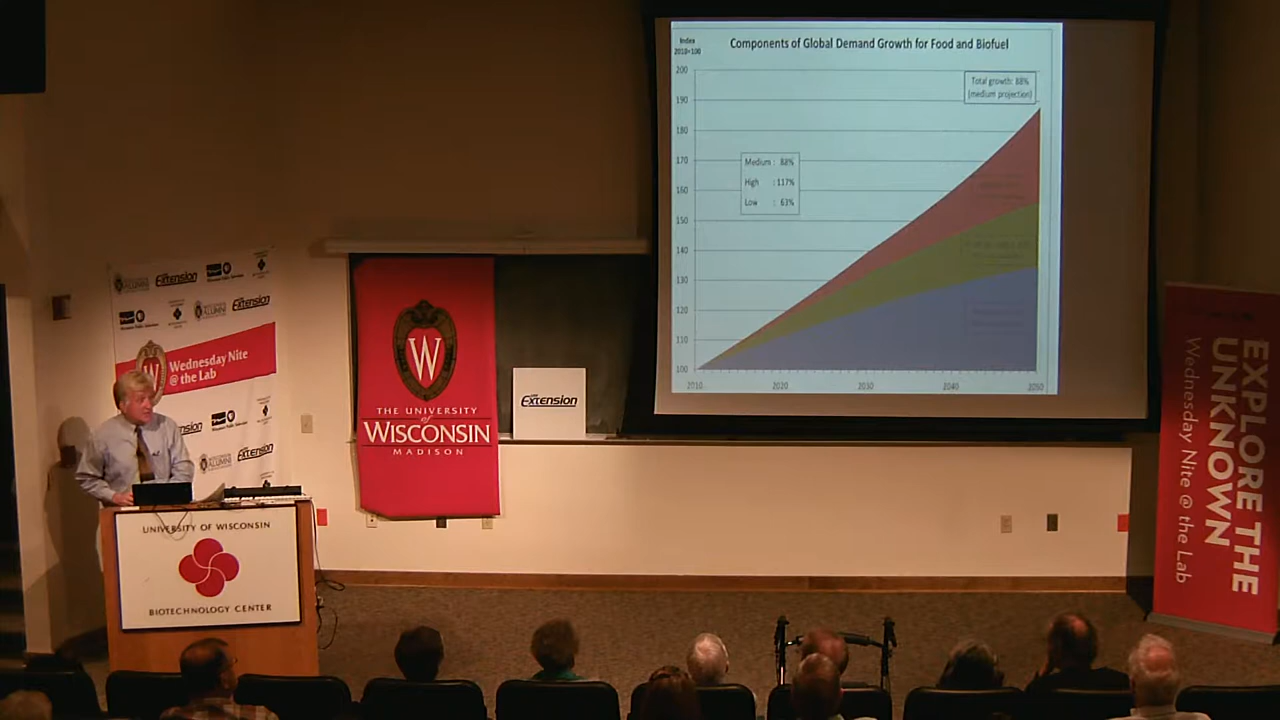 Index
2010=100
Components of Global Demand Growth for Food and Biofuel
Total growth: 88%
(medium projection)
200
190
180
170
160
150
140
130
120
110
100
Medium : 88%
High : 117%
Low : 63%
2010
2020
2030
2040
2050
Extension
Extension
Wednesday Nite
@ the Lab
Extension
THE UNIVERSITY
of
WISCONSIN
MADISON
Extension
UNIVERSITY OF WISCONSIN
BIOTECHNOLOGY CENTER
W
EXPLORE THE
UNKNOWN
Wednesday Nite @ the Lab